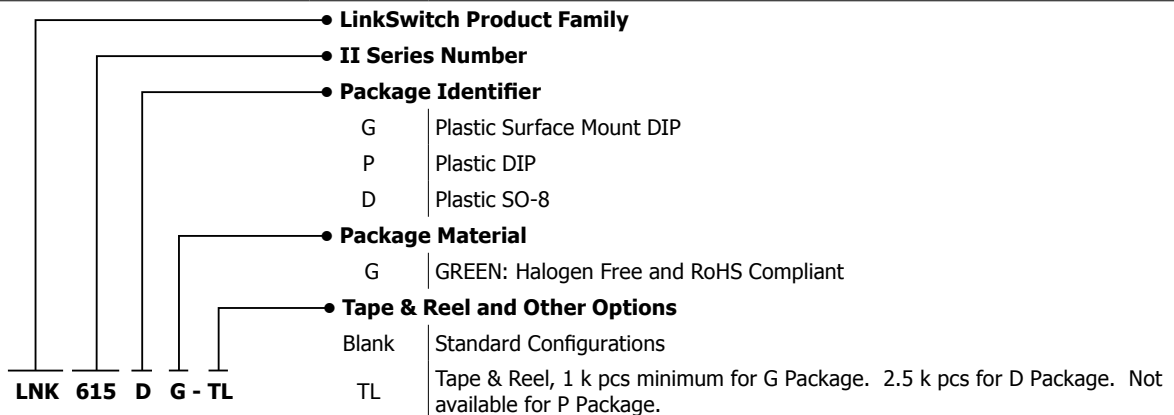 LinkSwitch Product Family
II Series Number
Package Identifier
G Plastic Surface Mount DIP
P Plastic DIP
D Plastic SO-8
Package Material
G GREEN: Halogen Free and RoHS Compliant
Tape & Reel and Other Options
Blank Standard Configurations
TL Tape & Reel, 1 k pcs minimum for G Package. 2.5 k pcs for D Package. Not
available for P Package.
LNK 615 D G - TL